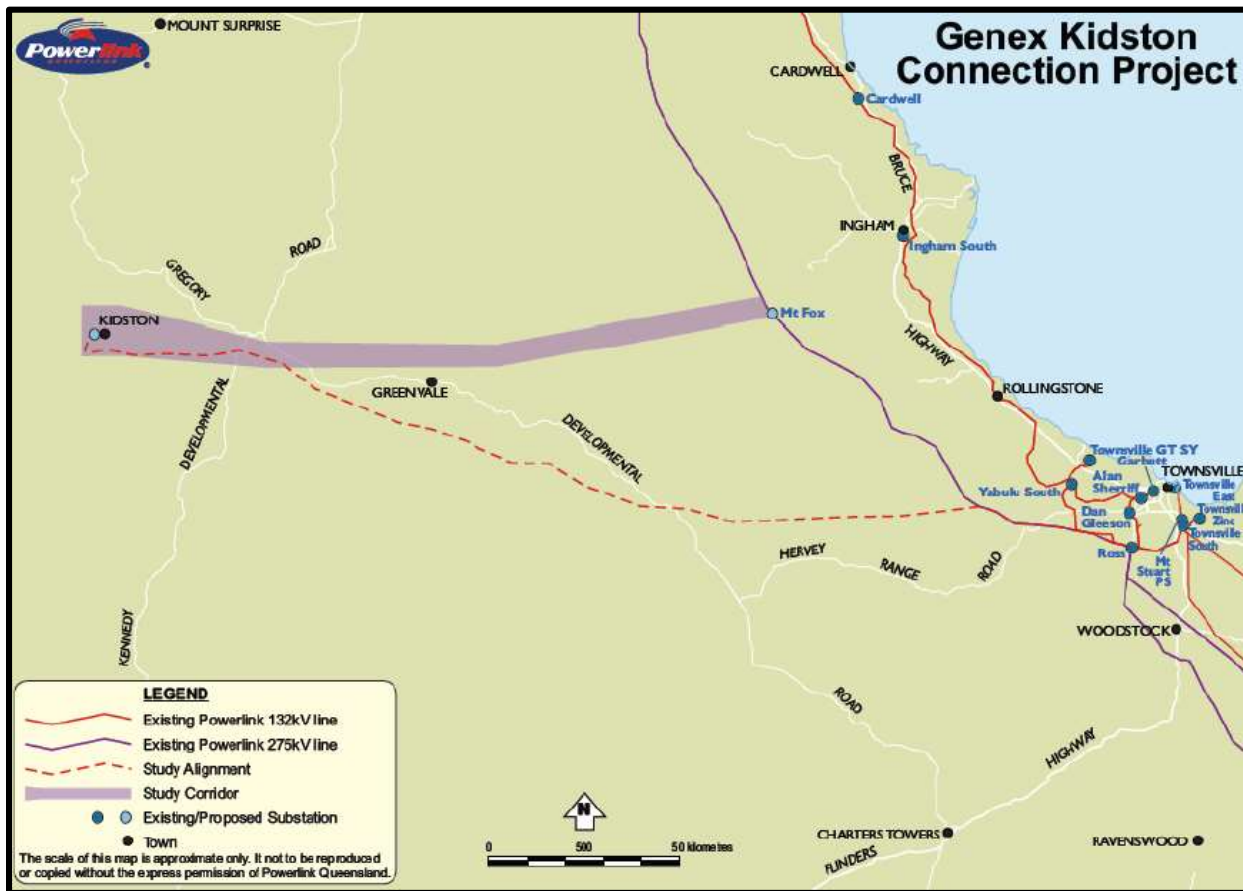 Powerlink
QUEENSLAND
Genex Kidston
Connection Project
MOUNT SURPRISE
CARDWELL
Cardwell
BRUCE
INGHAM
Ingham South
ROAD
GREGORY
KIDSTON
Mt Fox
HIGHWAY
GREENVALE
ROLLINGSTONE
DEVELOPMENTAL
DEVELOPMENTAL
Townsville GT SY
Garbutt
TOWNSVILLE
Alan
Sherriff
Townsville
East
Yabulu South
Townsville
Zinc
Dan
Gleeson
Townsville
South
Ross
Mt
Stuart
PS
HERVEY
RANGE
ROAD
KENNEDY
WOODSTOCK
ROAD
HIGHWAY
CHARTERS TOWERS
FLINDERS
RAVENSWOOD
LEGEND
Existing Powerlink 132kV line
Existing Powerlink 275kV line
Study Alignment
Study Corridor
Existing/Proposed Substation
Town
The scale of this map is approximate only. It not to be reproduced
or copied without the express permission of Powerlink Queensland.
N
0 500 50 kilometres